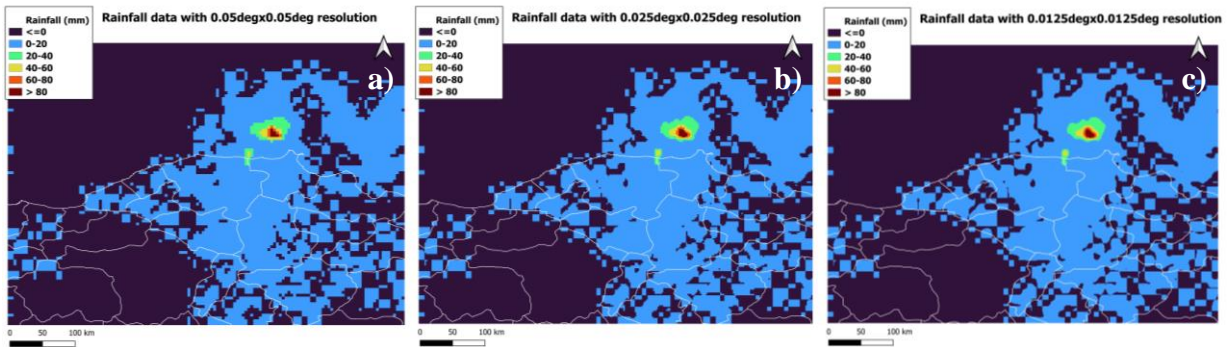 Rainfall data with 0.05degx0.05deg resolution
Rainfall (mm)
<=0
0-20
20-40
40-60
60-80
> 80
a)
0 50 100 km
Rainfall data with 0.025degx0.025deg resolution
Rainfall (mm)
<=0
0-20
20-40
40-60
60-80
> 80
b)
0 50 100 km
Rainfall data with 0.0125degx0.0125deg resolution
Rainfall (mm)
<=0
0-20
20-40
40-60
60-80
> 80
c)
0 50 100 km